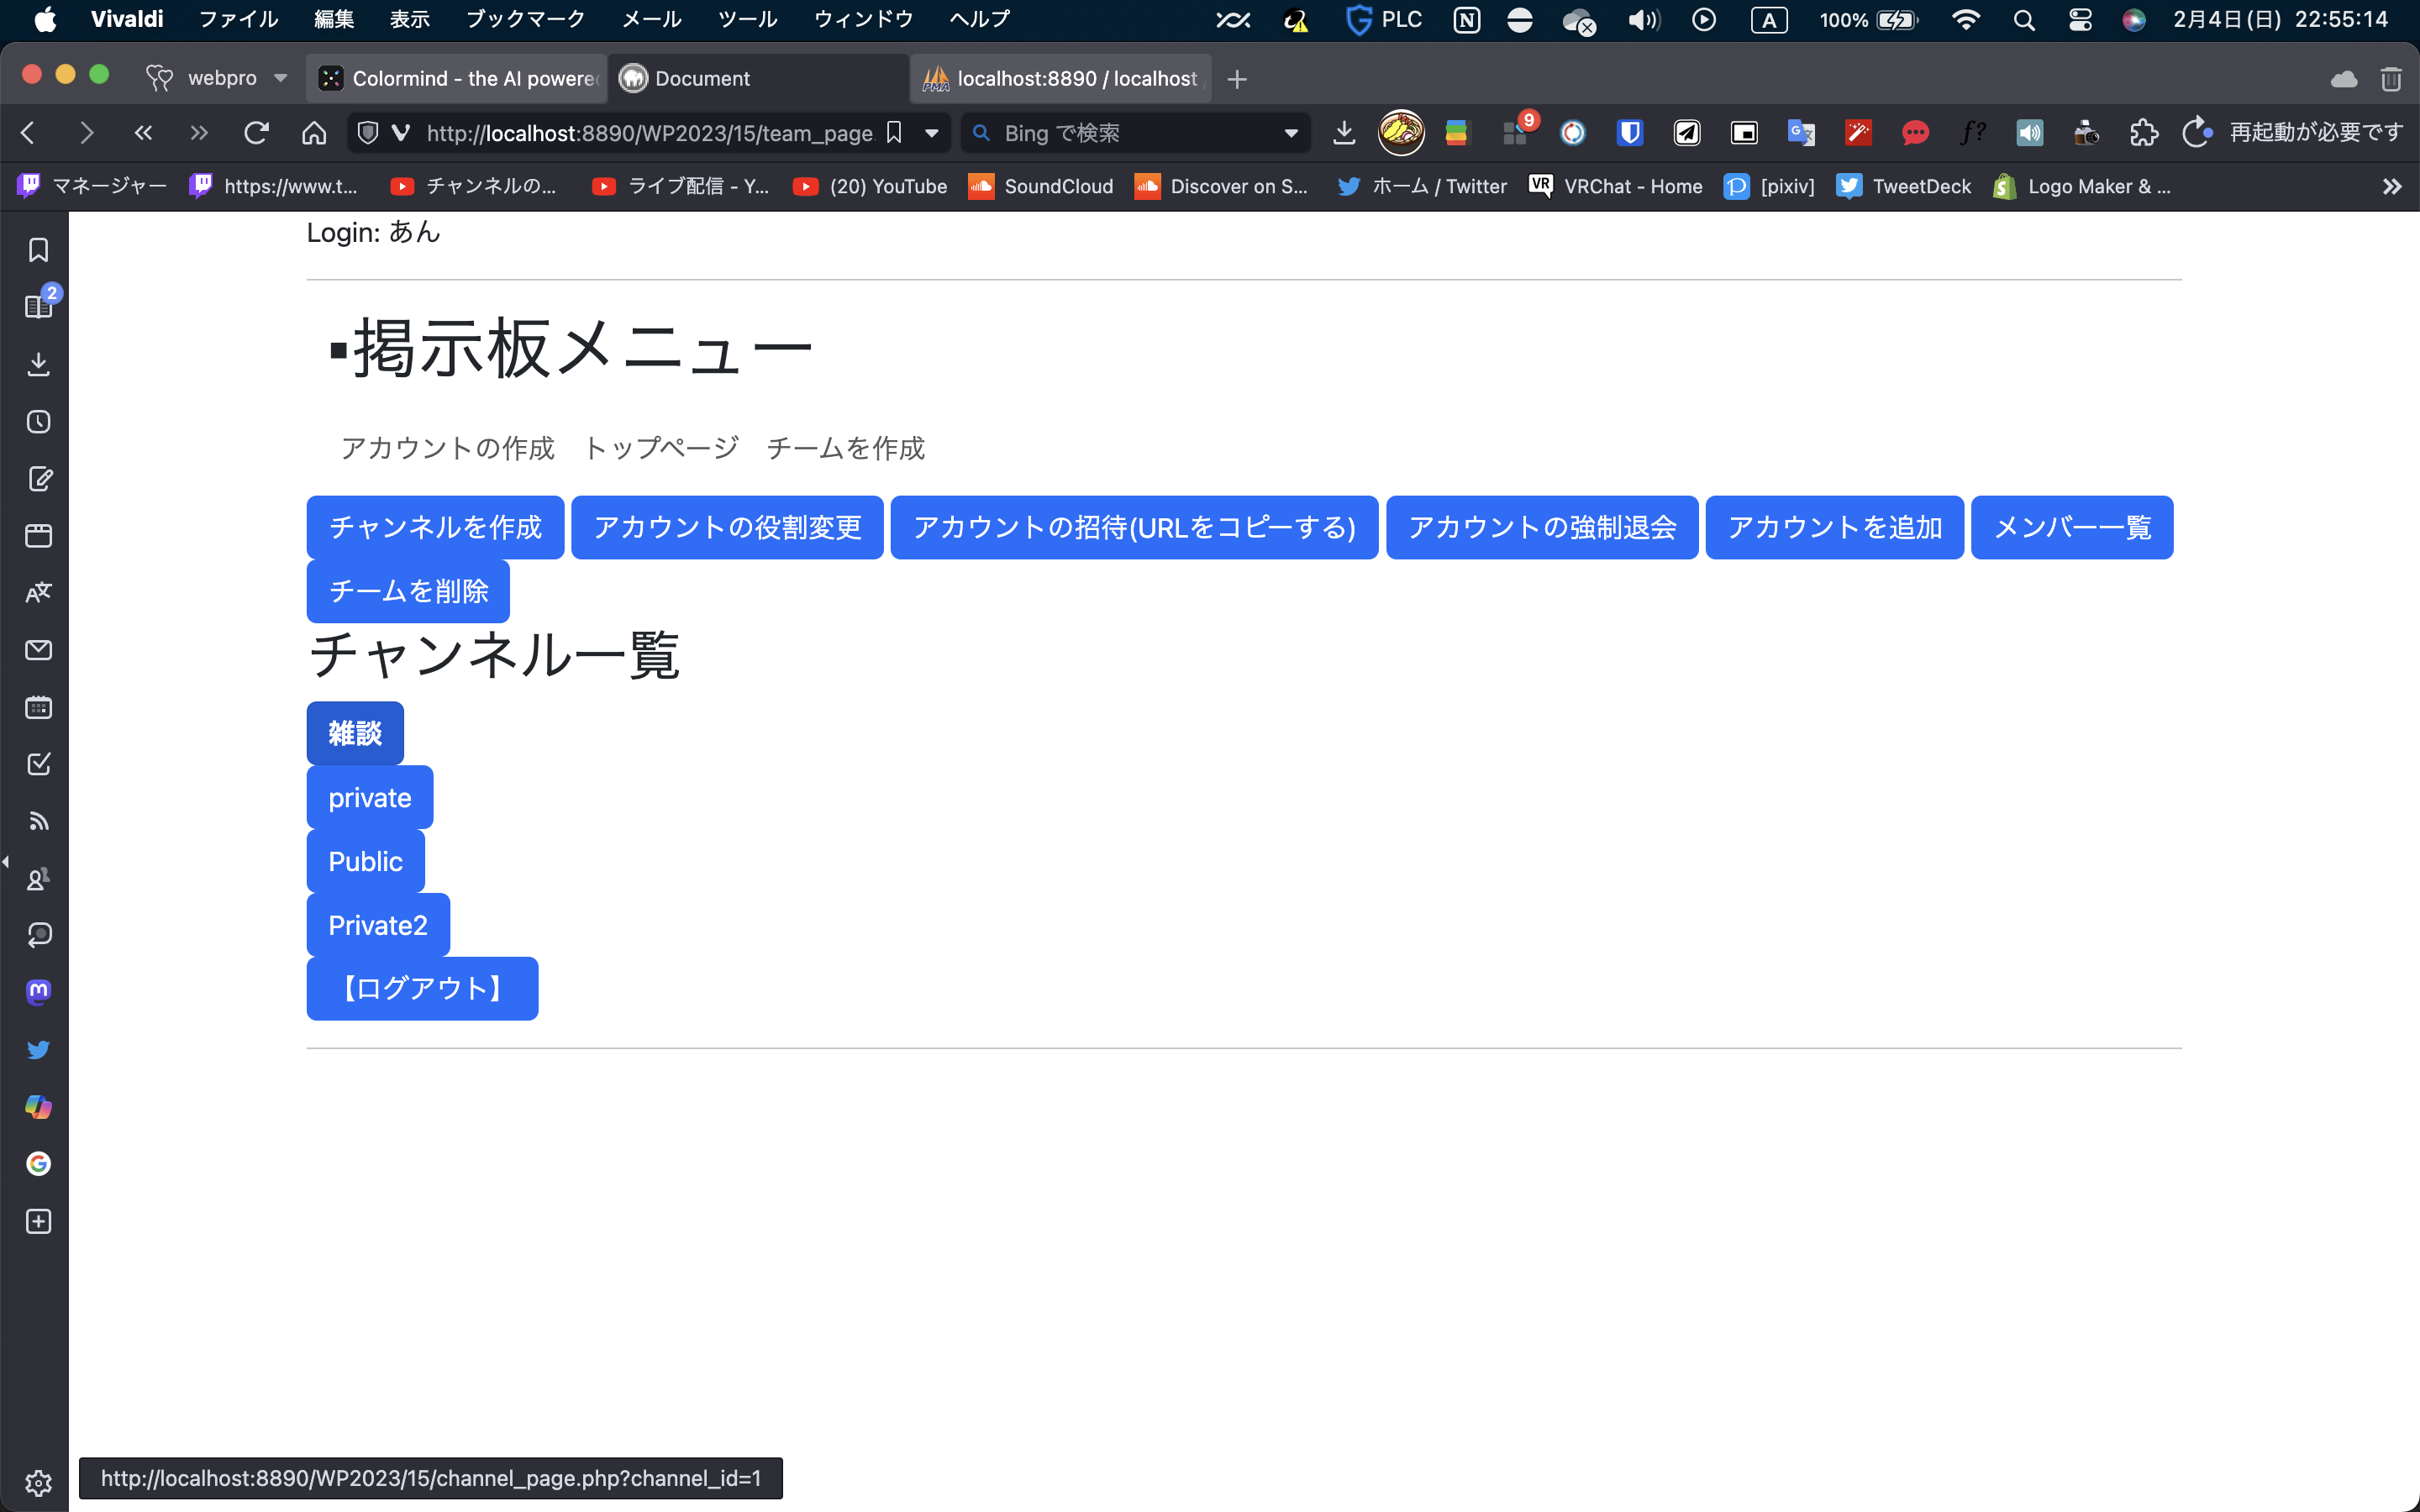 Vivaldi ファイル 編集 表示 ブックマーク メール ツール ウィンドウ ヘルプ PLC A 100% 2月4日(日) 22:55:14
webpro Colormind - the AI powered Document localhost:8890 / localhost
http://localhost:8890/WP2023/15/team_page Bing で検索 9 再起動が必要です
マネージャー https://www.t... チャンネルの... ライブ配信 - Y... (20) YouTube SoundCloud Discover on S... ホーム / Twitter VRChat - Home [pixiv] TweetDeck Logo Maker & ...
2
Login: あん
▪掲示板メニュー
アカウントの作成 トップページ チームを作成
チャンネルを作成 アカウントの役割変更 アカウントの招待(URLをコピーする) アカウントの強制退会 アカウントを追加 メンバー一覧
チームを削除
チャンネル一覧
雑談
private
Public
Private2
【ログアウト】
http://localhost:8890/WP2023/15/channel_page.php?channel_id=1